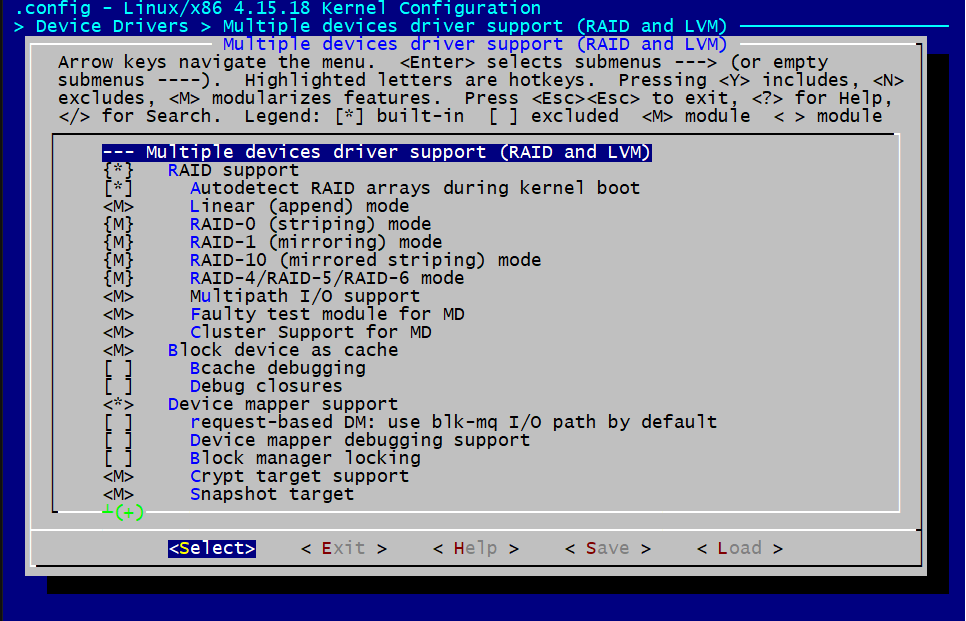 .config - Linux/x86 4.15.18 Kernel Configuration
> Device Drivers > Multiple devices driver support (RAID and LVM)
Multiple devices driver support (RAID and LVM)
Arrow keys navigate the menu.  <Enter> selects submenus ---> (or empty
submenus ----).  Highlighted letters are hotkeys.  Pressing <Y> includes, <N>
excludes, <M> modularizes features.  Press <Esc><Esc> to exit, <?> for Help,
</> for Search.  Legend: [*] built-in  [ ] excluded  <M> module  < > module
--- Multiple devices driver support (RAID and LVM)
{*}   RAID support
[*]     Autodetect RAID arrays during kernel boot
<M>     Linear (append) mode
{M}     RAID-0 (striping) mode
{M}     RAID-1 (mirroring) mode
{M}     RAID-10 (mirrored striping) mode
{M}     RAID-4/RAID-5/RAID-6 mode
<M>     Multipath I/O support
<M>     Faulty test module for MD
<M>     Cluster Support for MD
<M>   Block device as cache
[ ]     Bcache debugging
[ ]     Debug closures
<*>   Device mapper support
[ ]     request-based DM: use blk-mq I/O path by default
[ ]     Device mapper debugging support
[ ]     Block manager locking
<M>     Crypt target support
<M>     Snapshot target
┴(+)
<Select>    < Exit >    < Help >    < Save >    < Load >